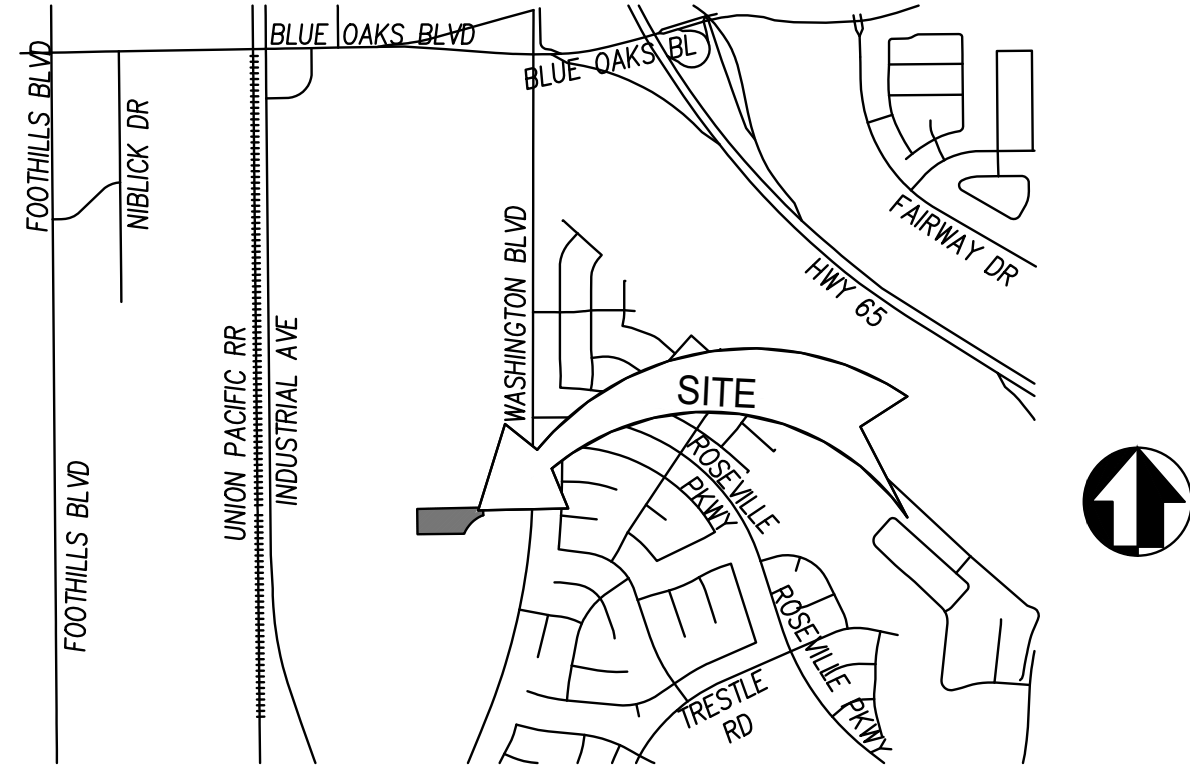 BLUE OAKS BLVD
BLUE OAKS BL
FOOTHILLS BLVD
NIBLICK DR
FAIRWAY DR
WASHINGTON BLVD
HWY 65
UNION PACIFIC RR
INDUSTRIAL AVE
SITE
ROSEVILLE
PKWY
FOOTHILLS BLVD
ROSEVILLE PKWY
TRESTLE
RD